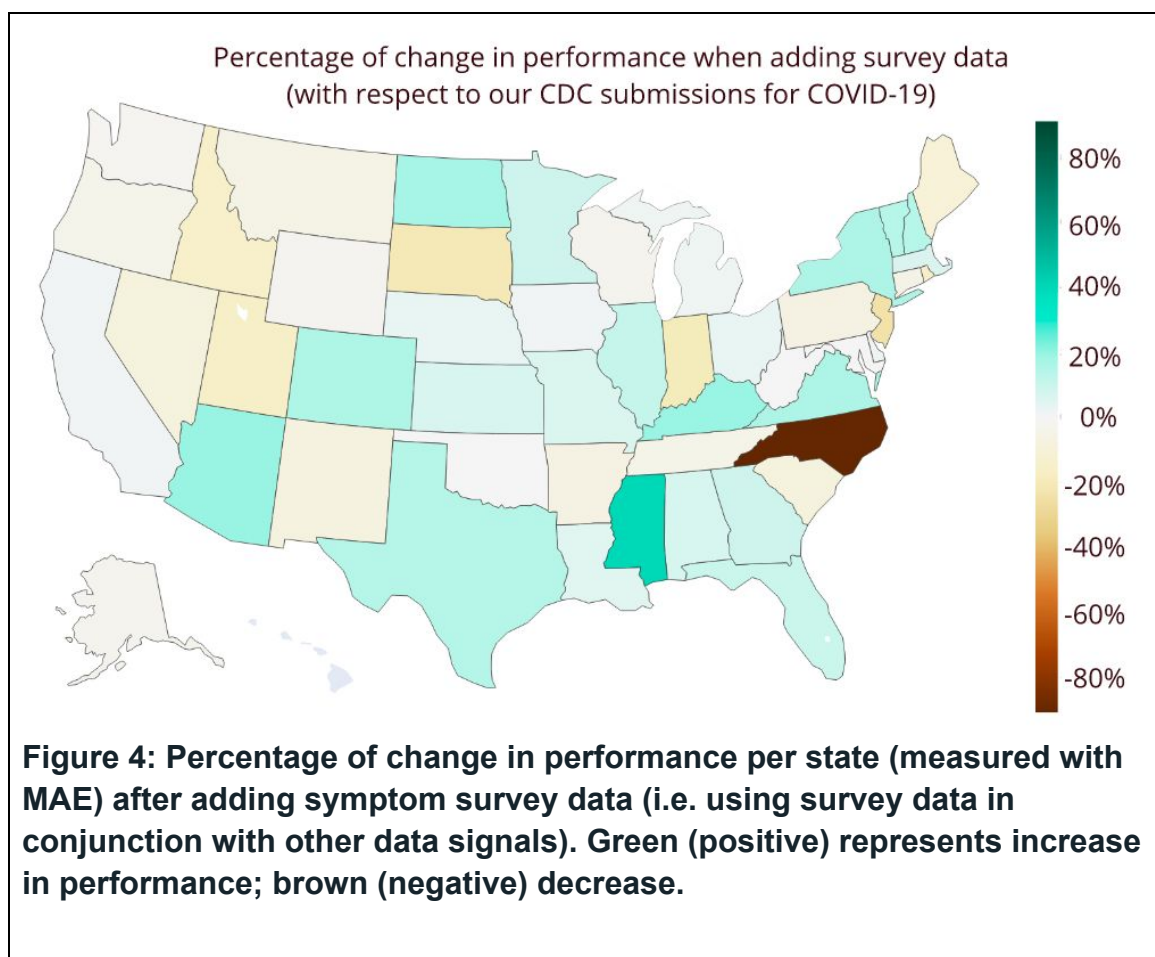 Percentage of change in performance when adding survey data
(with respect to our CDC submissions for COVID-19)
80%
60%
40%
20%
0%
-20%
-40%
-60%
-80%
Figure 4: Percentage of change in performance per state (measured with
MAE) after adding symptom survey data (i.e. using survey data in
conjunction with other data signals). Green (positive) represents increase
in performance; brown (negative) decrease.